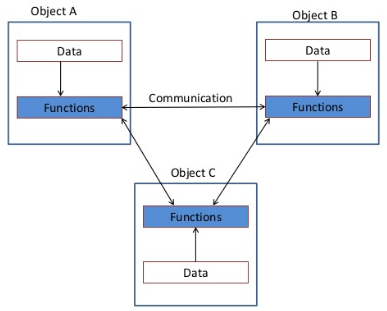 Object A
Object B
Data
Data
Communication
Functions
Functions
Object C
Functions
Data